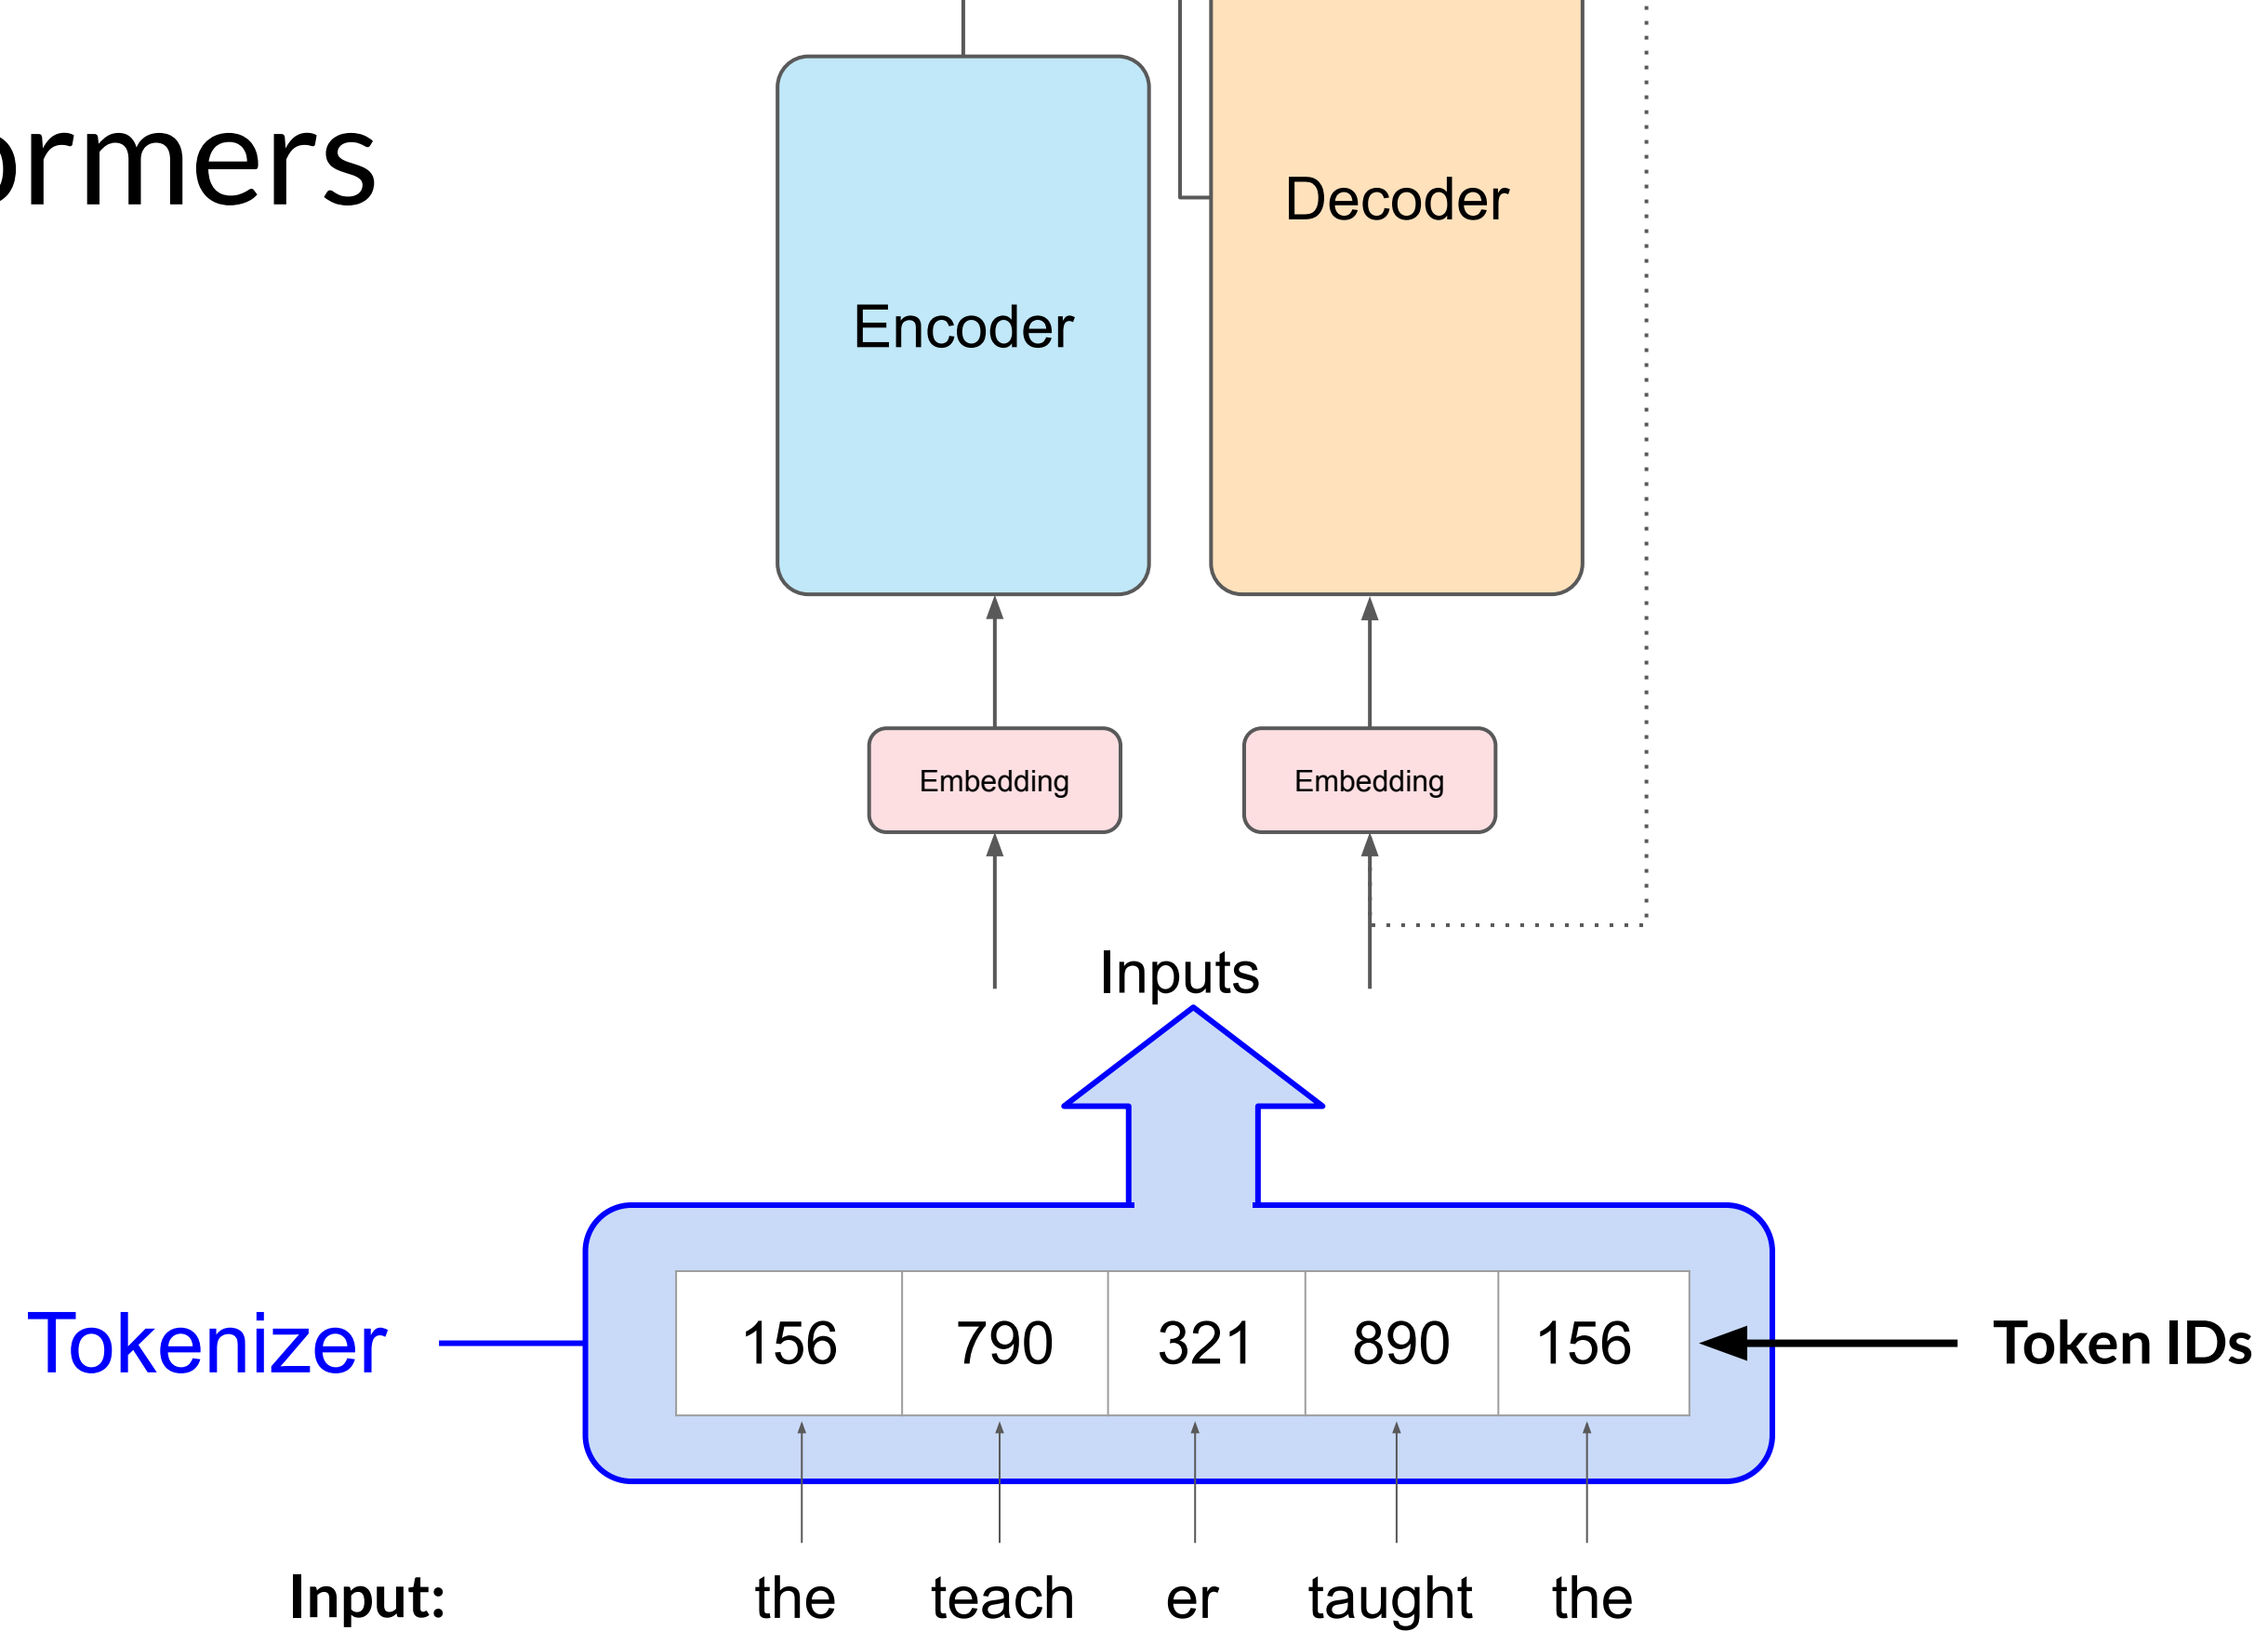 ormers
Decoder
Encoder
Embedding
Embedding
Inputs
Tokenizer
156 790 321 890 156
Token IDs
Input: the teach er taught the